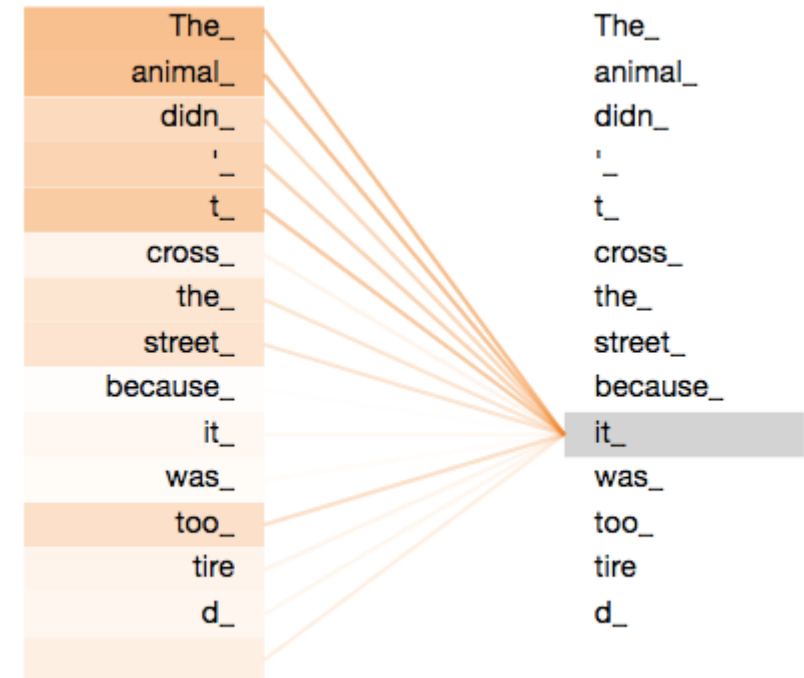 The_ The_
animal_ animal_
didn_ didn_
'_ '_
t_ t_
cross_ cross_
the_ the_
street_ street_
because_ because_
it_ it_
was_ was_
too_ too_
tire tire
d_ d_